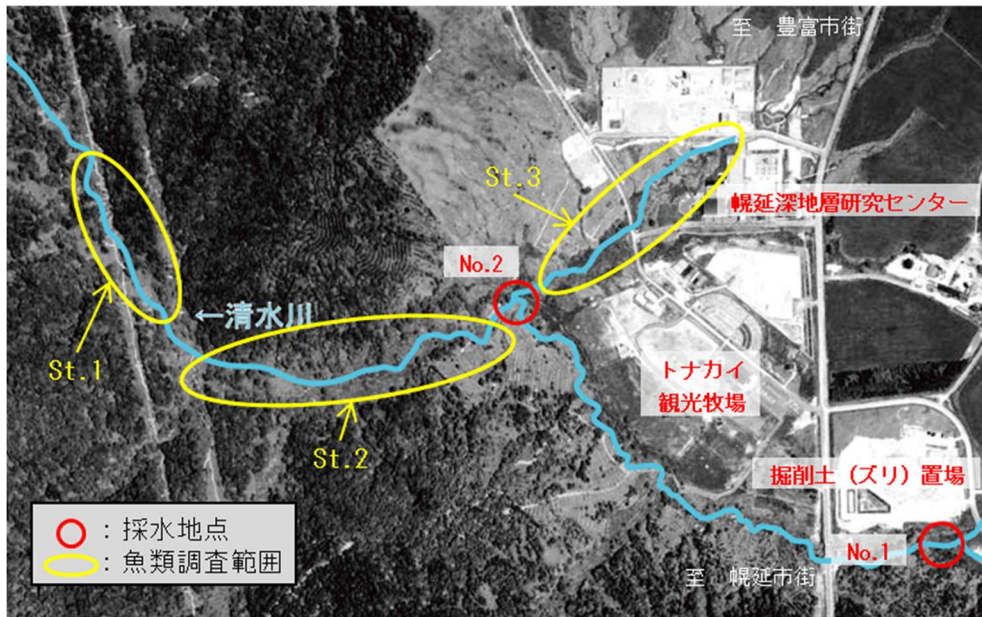 至 豊富市街
St.3
幌延深地層研究センター
No.2
←清水川
St.1
トナカイ
観光牧場
St.2
掘削土（ズリ）置場
No.1
至 幌延市街
：採水地点
：魚類調査範囲